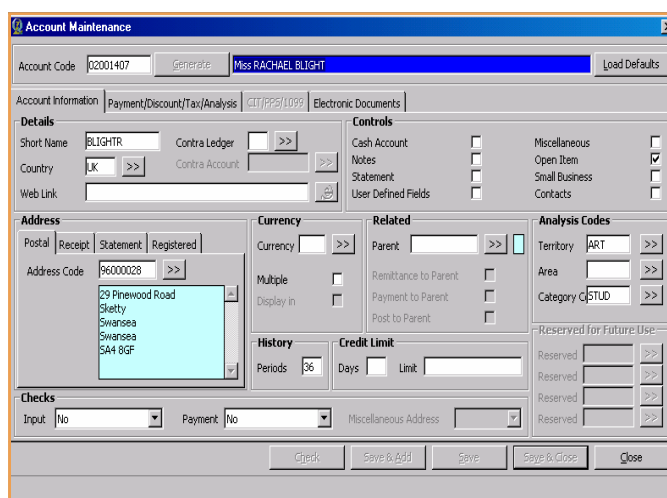 Account Maintenance
Account Code 02001407 Generate Miss RACHAEL BLIGHT Load Defaults
Account Information Payment/Discount/Tax/Analysis CIT/PPS/1099 Electronic Documents
Details
Short Name BLIGHTR Contra Ledger >>
Country UK >> Contra Account >>
Web Link
Controls
Cash Account Miscellaneous
Notes Open Item
Statement Small Business
User Defined Fields Contacts
Address
Postal Receipt Statement Registered
Address Code 96000028 >>
29 Pinewood Road
Sketty
Swansea
Swansea
SA4 8GF
Currency
Currency >>
Multiple
Display in
Related
Parent >>
Remittance to Parent
Payment to Parent
Post to Parent
Analysis Codes
Territory ART >>
Area >>
Category C STUD >>
History
Periods 36
Credit Limit
Days Limit
Reserved for Future Use
Reserved >>
Reserved >>
Reserved >>
Reserved >>
Checks
Input No Payment No Miscellaneous Address
Check Save & Add Save Save & Close Close